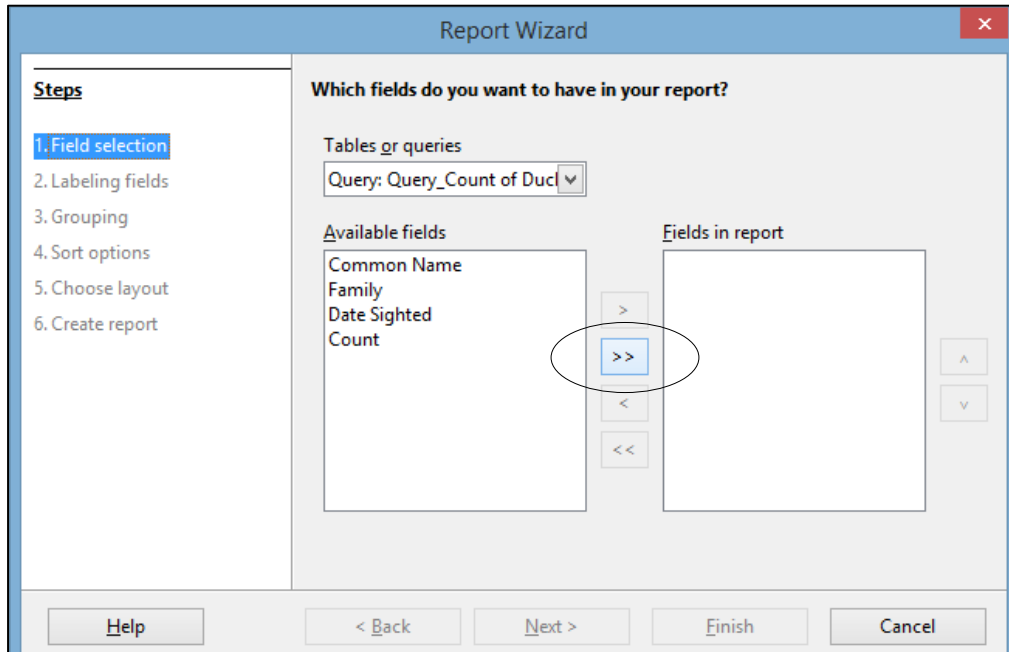 Report Wizard
Steps
1. Field selection
2. Labeling fields
3. Grouping
4. Sort options
5. Choose layout
6. Create report
Which fields do you want to have in your report?
Tables or queries
Query: Query_Count of Ducl
Available fields
Common Name
Family
Date Sighted
Count
>
>>
<
<<
Fields in report
^
v
Help
< Back
Next >
Finish
Cancel